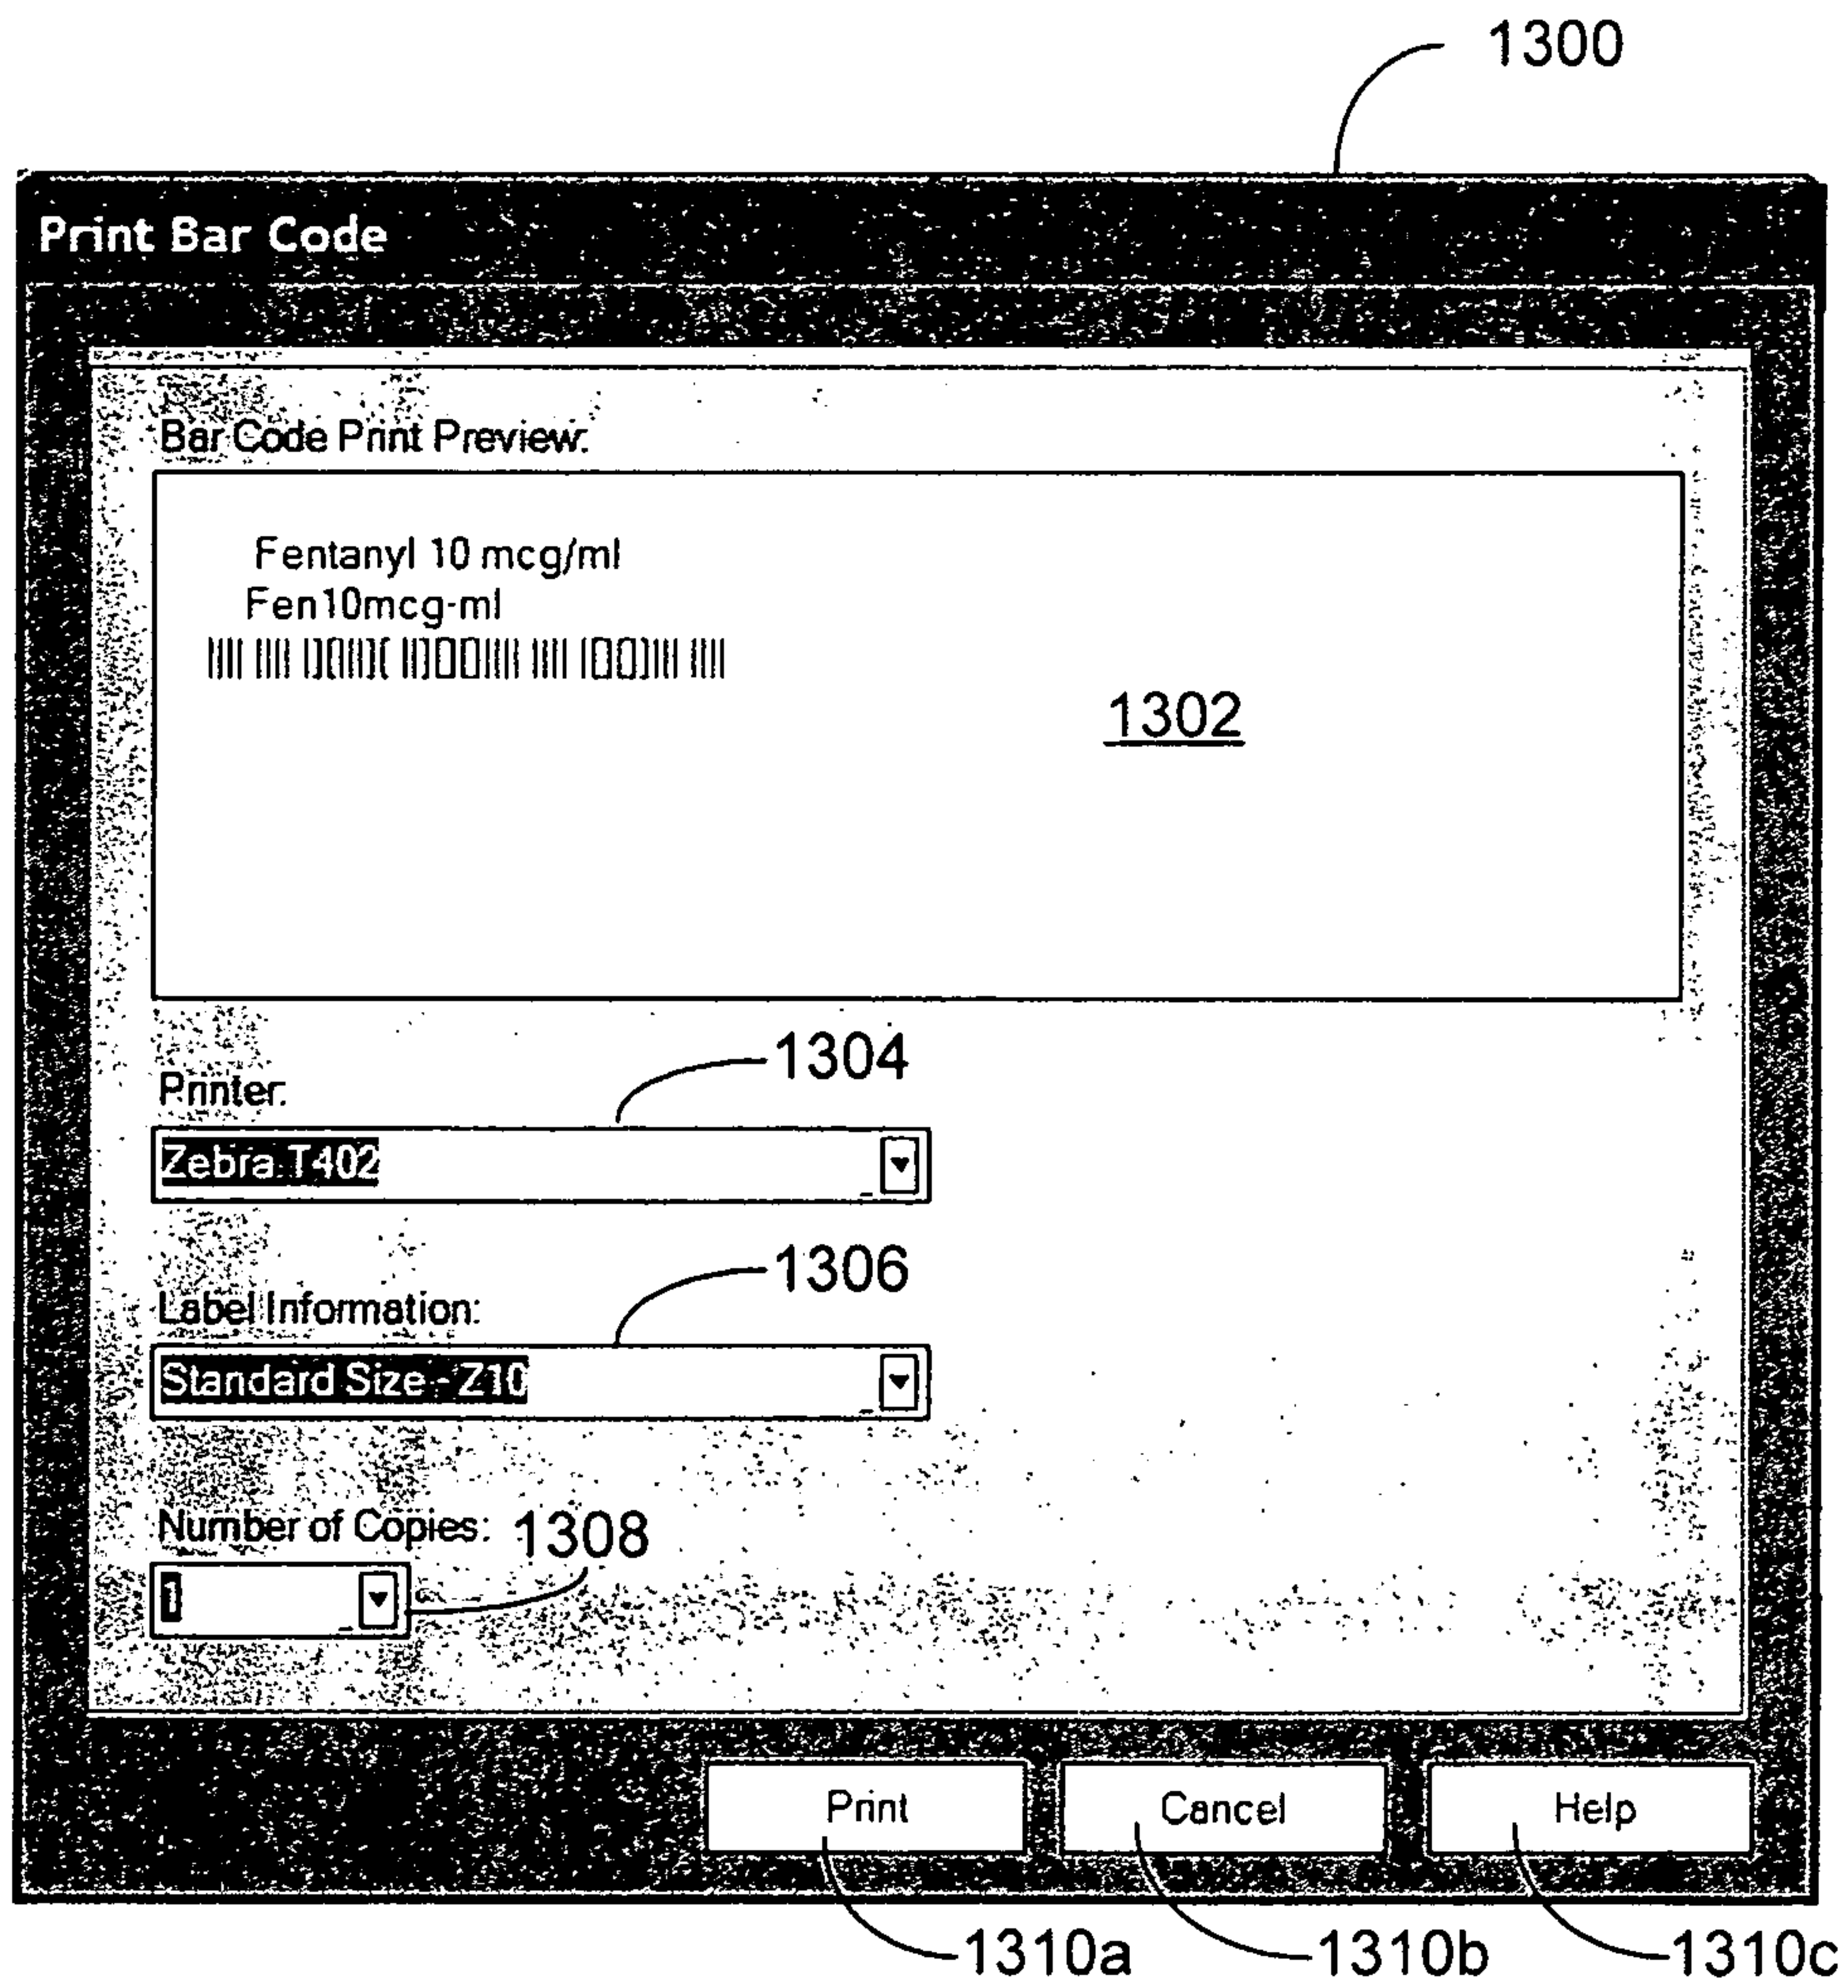 1300
Print Bar Code
Bar Code Print Preview:
Fentanyl 10 mcg/ml
Fen10mcg-ml
1302
1304
Printer:
Zebra T402
1306
Label Information:
Standard Size - Z10
Number of Copies: 1308
1
Print Cancel Help
1310a 1310b 1310c